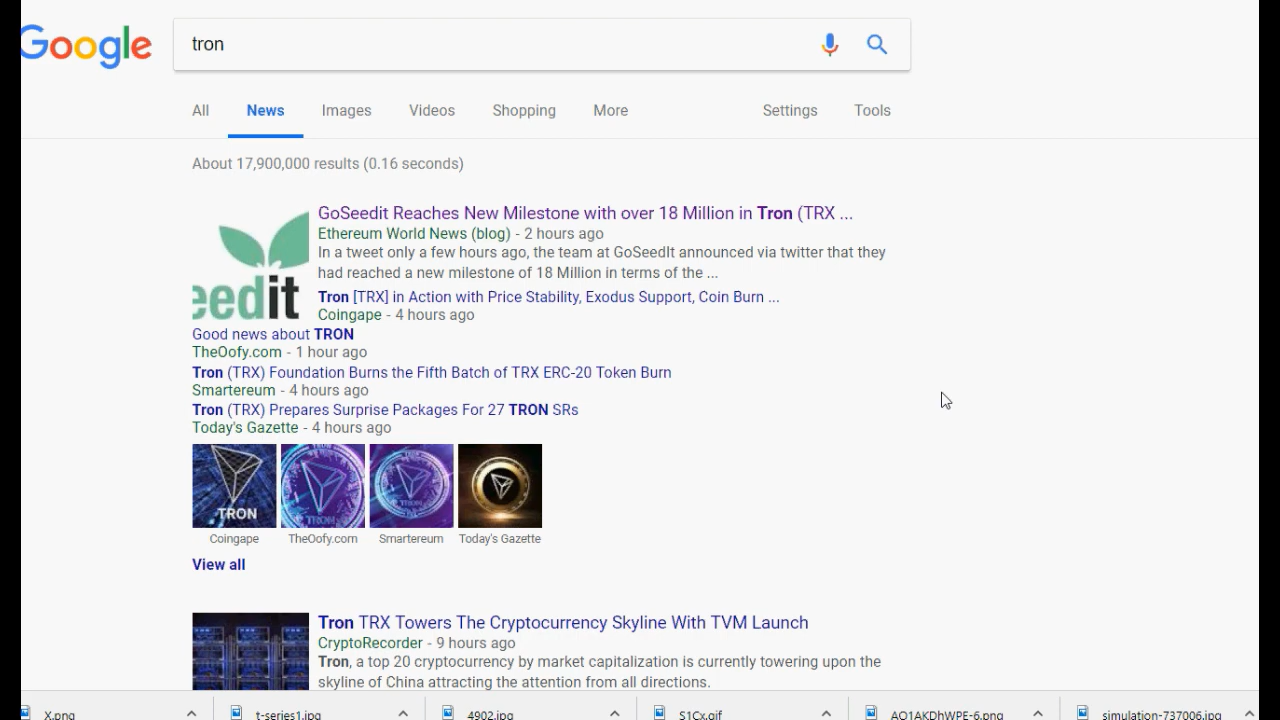 Google
tron
All News Images Videos Shopping More Settings Tools
About 17,900,000 results (0.16 seconds)
GoSeedit Reaches New Milestone with over 18 Million in Tron (TRX ...
Ethereum World News (blog) - 2 hours ago
In a tweet only a few hours ago, the team at GoSeedIt announced via twitter that they
had reached a new milestone of 18 Million in terms of the ...
eedit
Tron [TRX] in Action with Price Stability, Exodus Support, Coin Burn ...
Coingape - 4 hours ago
Good news about TRON
TheOofy.com - 1 hour ago
Tron (TRX) Foundation Burns the Fifth Batch of TRX ERC-20 Token Burn
Smartereum - 4 hours ago
Tron (TRX) Prepares Surprise Packages For 27 TRON SRs
Today's Gazette - 4 hours ago
TRON TRON TRON
Coingape TheOofy.com Smartereum Today's Gazette
View all
Tron TRX Towers The Cryptocurrency Skyline With TVM Launch
CryptoRecorder - 9 hours ago
Tron, a top 20 cryptocurrency by market capitalization is currently towering upon the
skyline of China attracting the attention from all directions.
X.png t-series1.jpg 4902.jpg S1Cx.gif AO1AKDhWPE-6.png simulation-737006.jpg